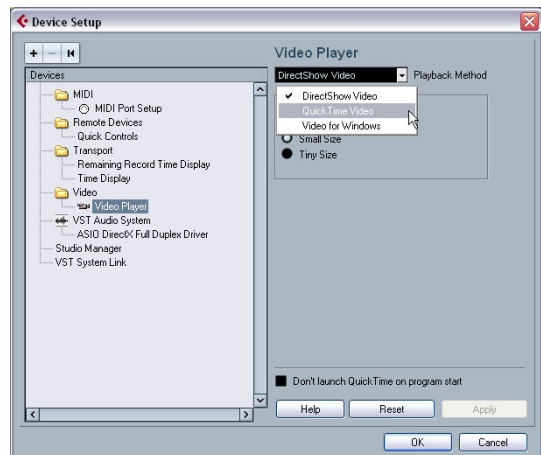 Device Setup
+ −
Video Player
Devices
DirectShow Video Playback Method
MIDI
MIDI Port Setup
Remote Devices
Quick Controls
Transport
Remaining Record Time Display
Time Display
Video
Video Player
VST Audio System
ASIO DirectX Full Duplex Driver
Studio Manager
VST System Link
✓ DirectShow Video
QuickTime Video
Video for Windows
Small Size
Tiny Size
Don't launch QuickTime on program start
Help Reset Apply
OK Cancel